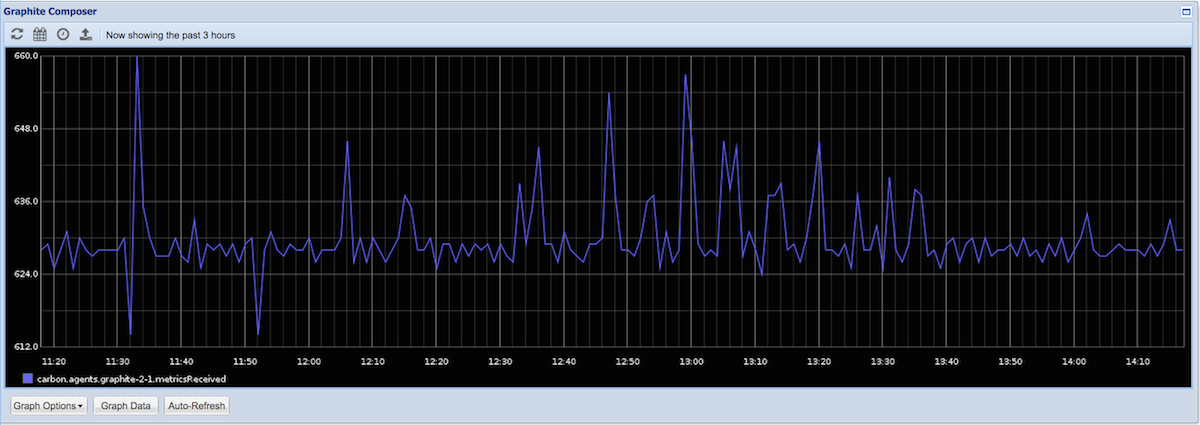 Graphite Composer
Now showing the past 3 hours
660.0
648.0
636.0
624.0
612.0
11:20 11:30 11:40 11:50 12:00 12:10 12:20 12:30 12:40 12:50 13:00 13:10 13:20 13:30 13:40 13:50 14:00 14:10
carbon.agents.graphite-2-1.metricsReceived
Graph Options Graph Data Auto-Refresh